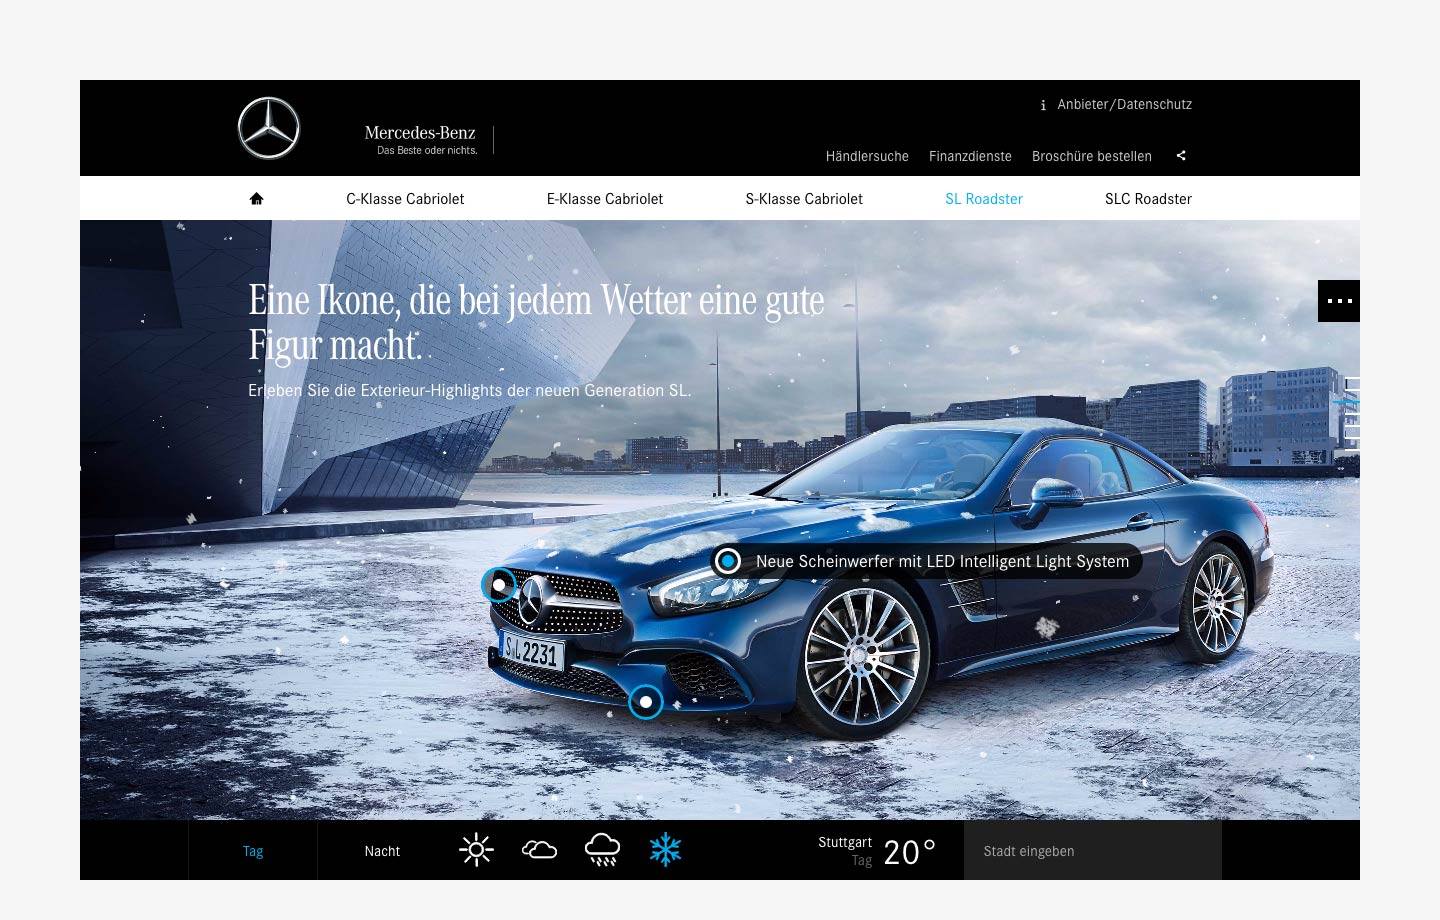 Anbieter/Datenschutz
Mercedes-Benz
Das Beste oder nichts.
Händlersuche Finanzdienste Broschüre bestellen
C-Klasse Cabriolet E-Klasse Cabriolet S-Klasse Cabriolet SL Roadster SLC Roadster
Eine Ikone, die bei jedem Wetter eine gute
Figur macht.
Erleben Sie die Exterieur-Highlights der neuen Generation SL.
Neue Scheinwerfer mit LED Intelligent Light System
S L 2231
Tag Nacht Stuttgart
Tag 20° Stadt eingeben